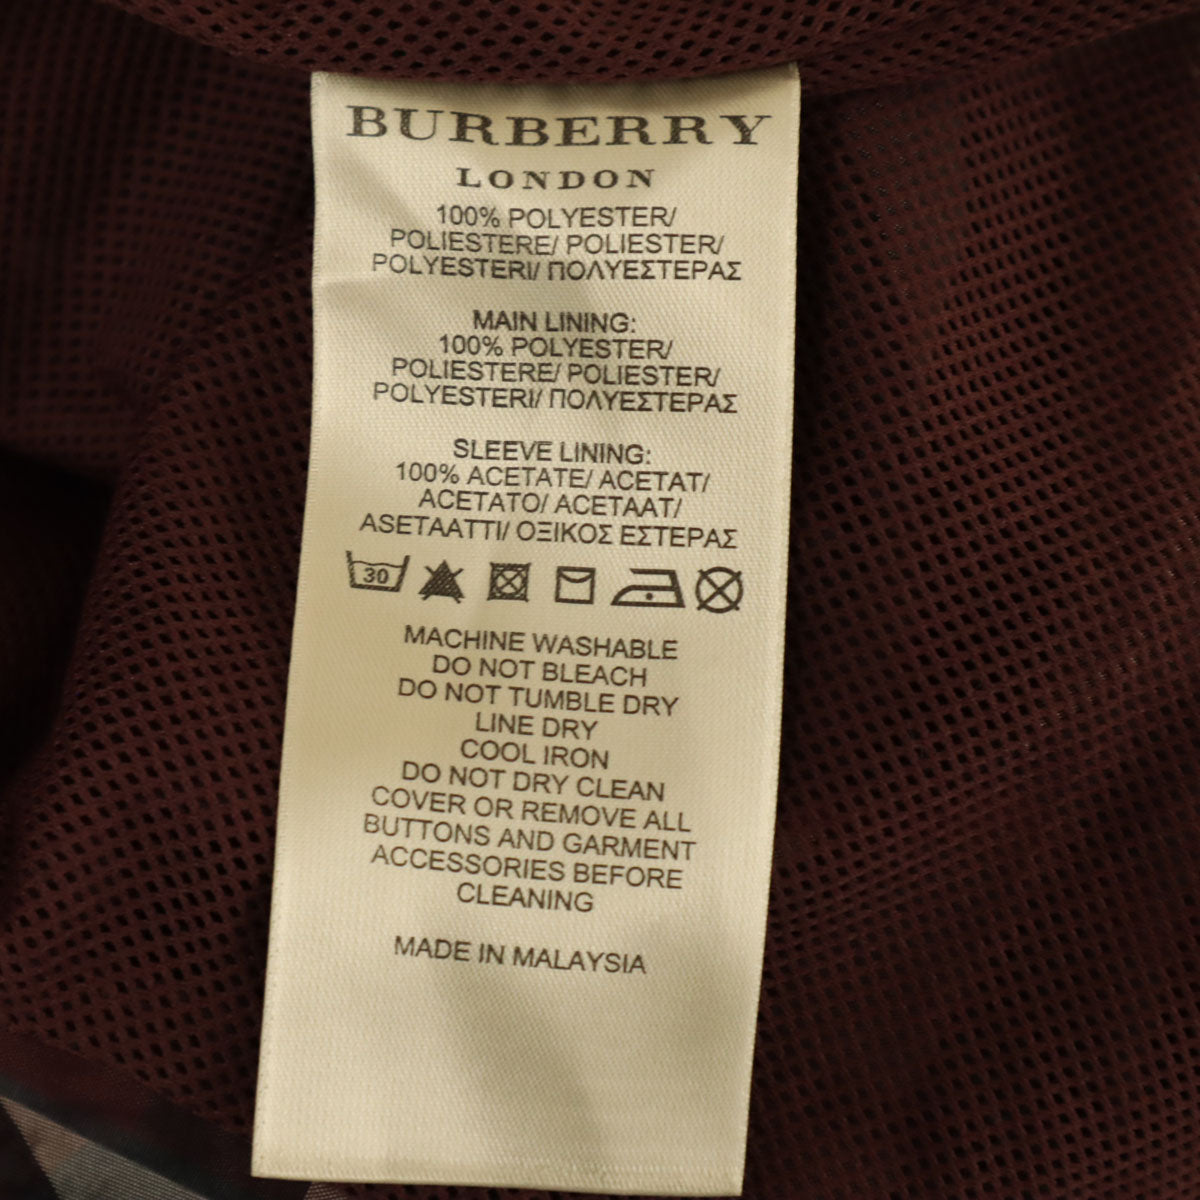 BURBERRY
LONDON
100% POLYESTER/
POLIESTERE/ POLIESTER/
POLYESTERI/ ΠΟΛΥΕΣΤΕΡΑΣ
MAIN LINING:
100% POLYESTER/
POLIESTERE/ POLIESTER/
POLYESTERI/ ΠΟΛΥΕΣΤΕΡΑΣ
SLEEVE LINING:
100% ACETATE/ ACETAT/
ACETATO/ ACETAAT/
ASETAATTI/ ΟΞΙΚΟΣ ΕΣΤΕΡΑΣ
30
MACHINE WASHABLE
DO NOT BLEACH
DO NOT TUMBLE DRY
LINE DRY
COOL IRON
DO NOT DRY CLEAN
COVER OR REMOVE ALL
BUTTONS AND GARMENT
ACCESSORIES BEFORE
CLEANING
MADE IN MALAYSIA